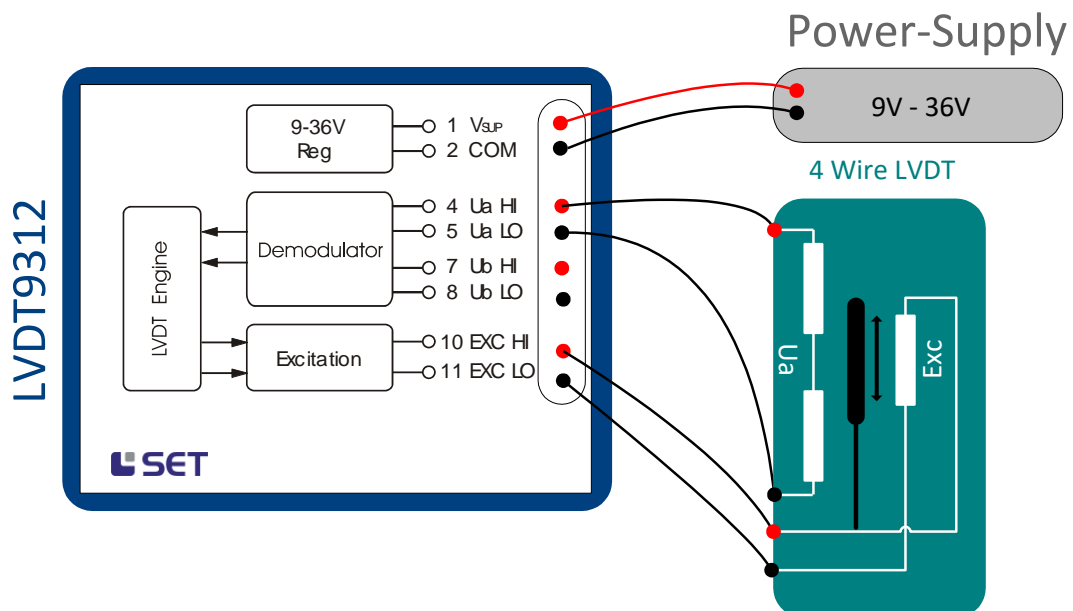 Power-Supply
9V - 36V
4 Wire LVDT
LVDT9312
9-36V
Reg
1 VSUP
2 COM
LVDT Engine
Demodulator
4 Ua HI
5 Ua LO
7 Ub HI
8 Ub LO
Excitation
10 EXC HI
11 EXC LO
SET
Ua
Exc